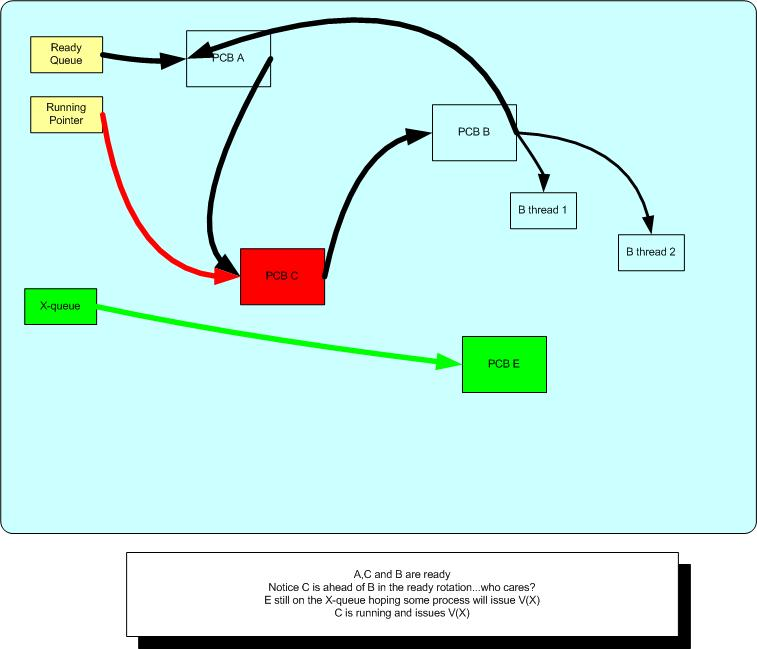 Ready
Queue
PCB A
Running
Pointer
PCB B
B thread 1
B thread 2
PCB C
X-queue
PCB E
A,C and B are ready
Notice C is ahead of B in the ready rotation...who cares?
E still on the X-queue hoping some process will issue V(X)
C is running and issues V(X)